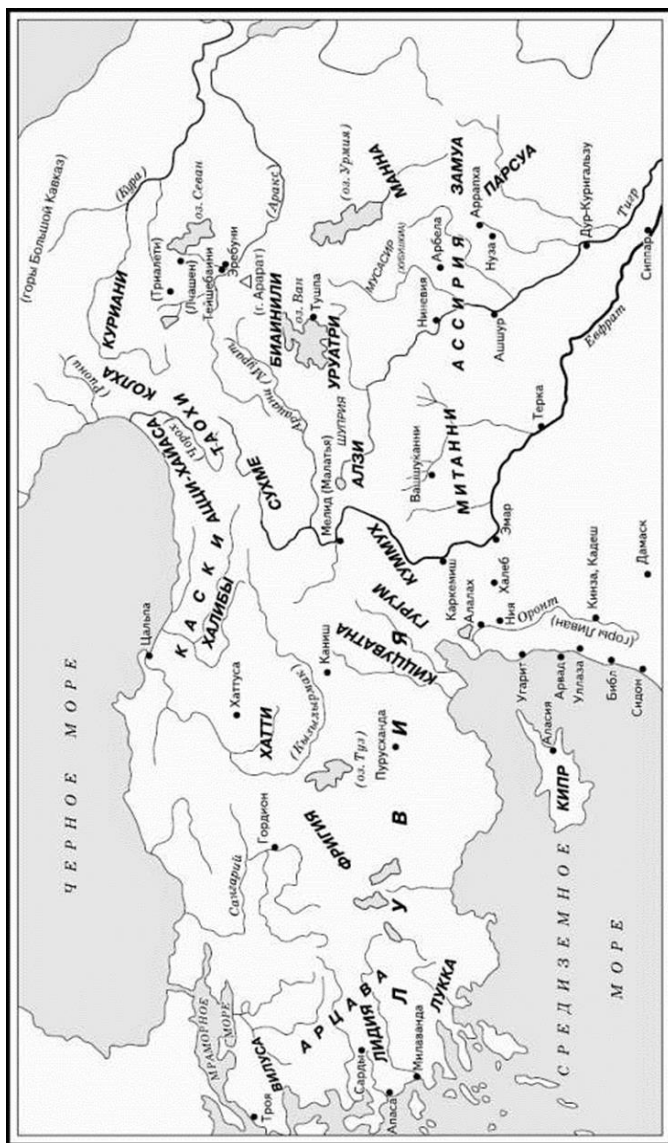 ЧЕРНОЕ МОРЕ
МРАМОРНОЕ
МОРЕ
СРЕДИЗЕМНОЕ
МОРЕ
(горы Большой Кавказ)
(Кура)
(Риони)
КОЛХА
КУРИАНИ
(Триалети)
(Лчашен)
оз. Севан
Тейшебаини
Эребуни
(Аракс)
(г. Арарат)
(Чорох)
ТАОХИ
АЦЦИ-ХАЙАСА
КАСКИ
ХАЛИБЫ
Цальпа
Хаттуса
ХАТТИ
(Кызылырмак)
СУХМЕ
Арацани (Мурат)
БИАИНИЛИ
оз. Ван
Тушпа
УРУАТРИ
ШУПРИЯ
АЛЗИ
Мелид (Малатья)
(оз. Урмия)
МАННА
МУСАСИР
ЗАМУА
ПАРСУА
Арбела
Аррапха
Нуза
Ниневия
АССИРИЯ
Ашшур
Дур-Куригальзу
Тигр
Сиппар
Евфрат
Терка
Вашшуканни
МИТАННИ
КУММУХ
ГУРГУМ
Каркемиш
Эмар
Алалах
Халеб
Ния
Оронт
Кинза, Кадеш
(горы Ливан)
Дамаск
Угарит
Арвад
Уллаза
Библ
Сидон
Аласия
КИПР
Каниш
КИЦЦУВАТНА
(оз. Туз)
Пурусханда
Гордион
Сангарий
ФРИГИЯ
ЛУВИЯ
Троя
ВИЛУСА
АРЦАВА
Сарды
ЛИДИЯ
Апаса
Милаванда
ЛУККА